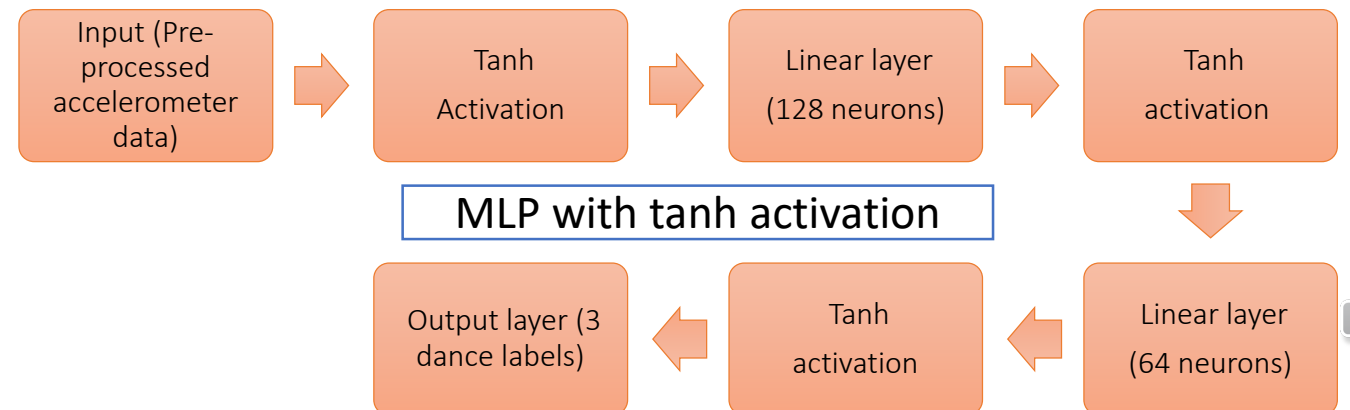 Input (Pre-
processed
accelerometer
data)
Tanh
Activation
Linear layer
(128 neurons)
Tanh
activation
MLP with tanh activation
Linear layer
(64 neurons)
Tanh
activation
Output layer (3
dance labels)